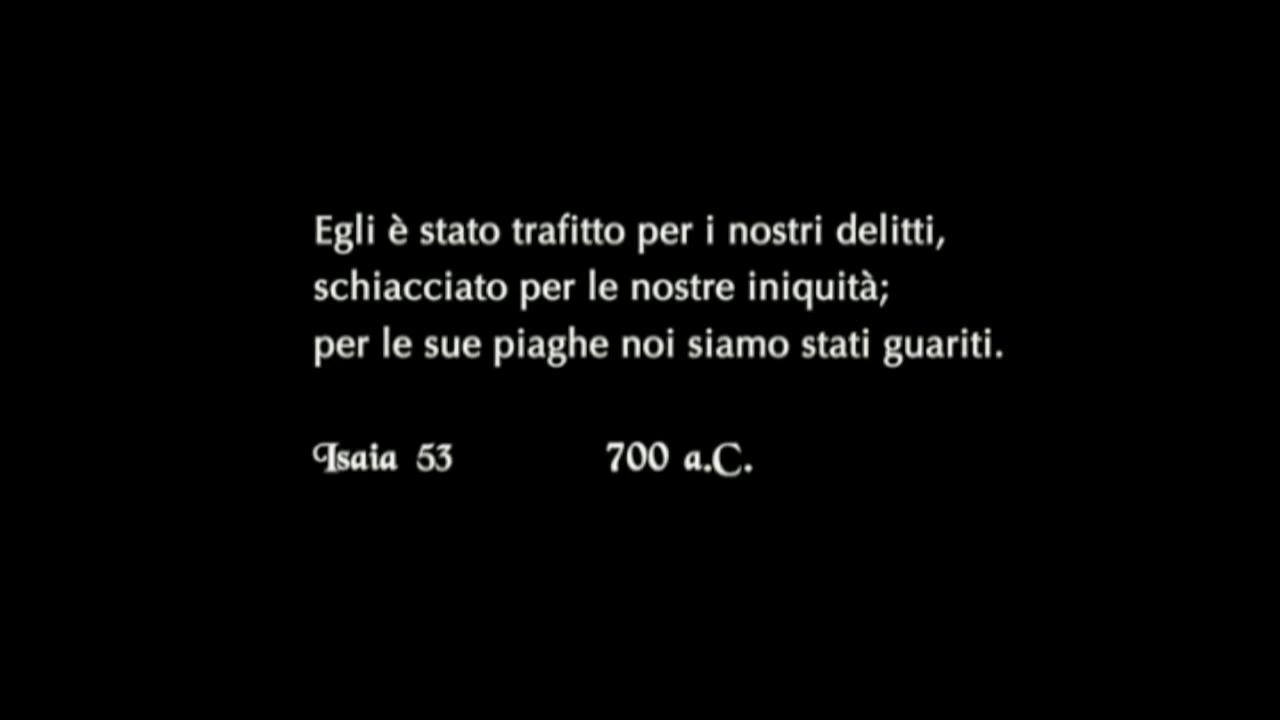 Egli è stato trafitto per i nostri delitti,
schiacciato per le nostre iniquità;
per le sue piaghe noi siamo stati guariti.
Isaia 53 700 a.C.